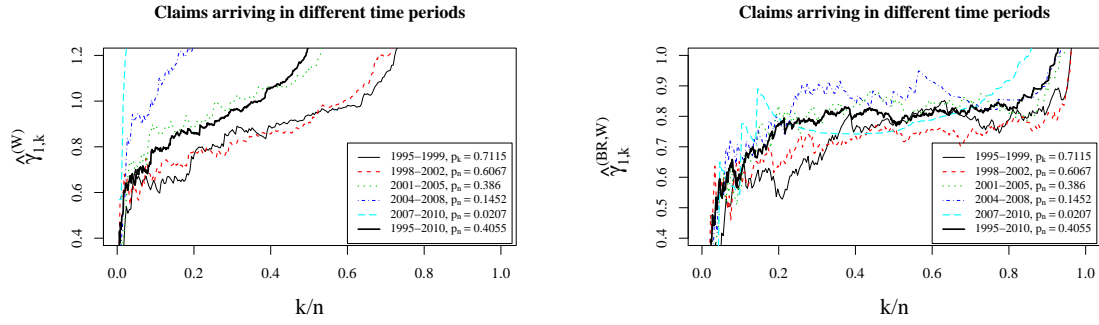 Claims arriving in different time periods
γ̂1,k(W)
1.2
1.0
0.8
0.6
0.4
1995−1999, pk = 0.7115
1998−2002, pn = 0.6067
2001−2005, pn = 0.386
2004−2008, pn = 0.1452
2007−2010, pn = 0.0207
1995−2010, pn = 0.4055
0.0 0.2 0.4 0.6 0.8 1.0
k/n
Claims arriving in different time periods
γ̂1,k(BR,W)
1.0
0.9
0.8
0.7
0.6
0.5
0.4
1995−1999, pk = 0.7115
1998−2002, pn = 0.6067
2001−2005, pn = 0.386
2004−2008, pn = 0.1452
2007−2010, pn = 0.0207
1995−2010, pn = 0.4055
0.0 0.2 0.4 0.6 0.8 1.0
k/n